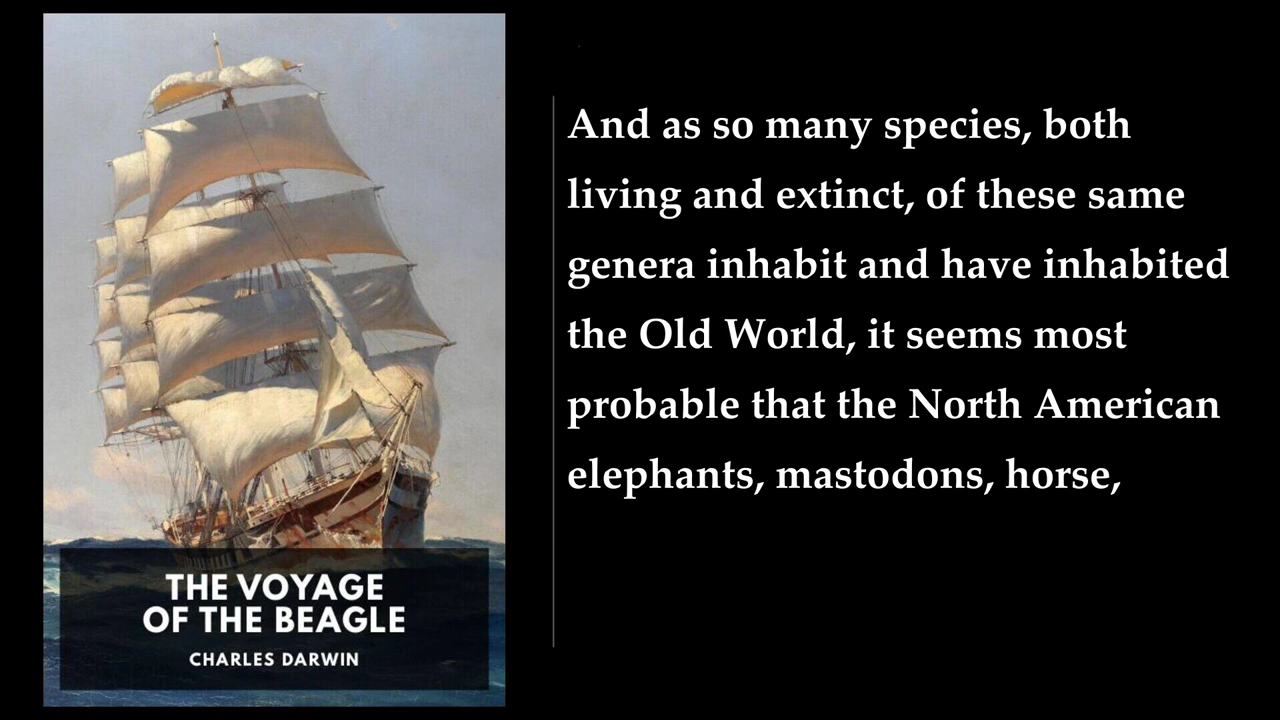 THE VOYAGE
OF THE BEAGLE
CHARLES DARWIN
And as so many species, both
living and extinct, of these same
genera inhabit and have inhabited
the Old World, it seems most
probable that the North American
elephants, mastodons, horse,